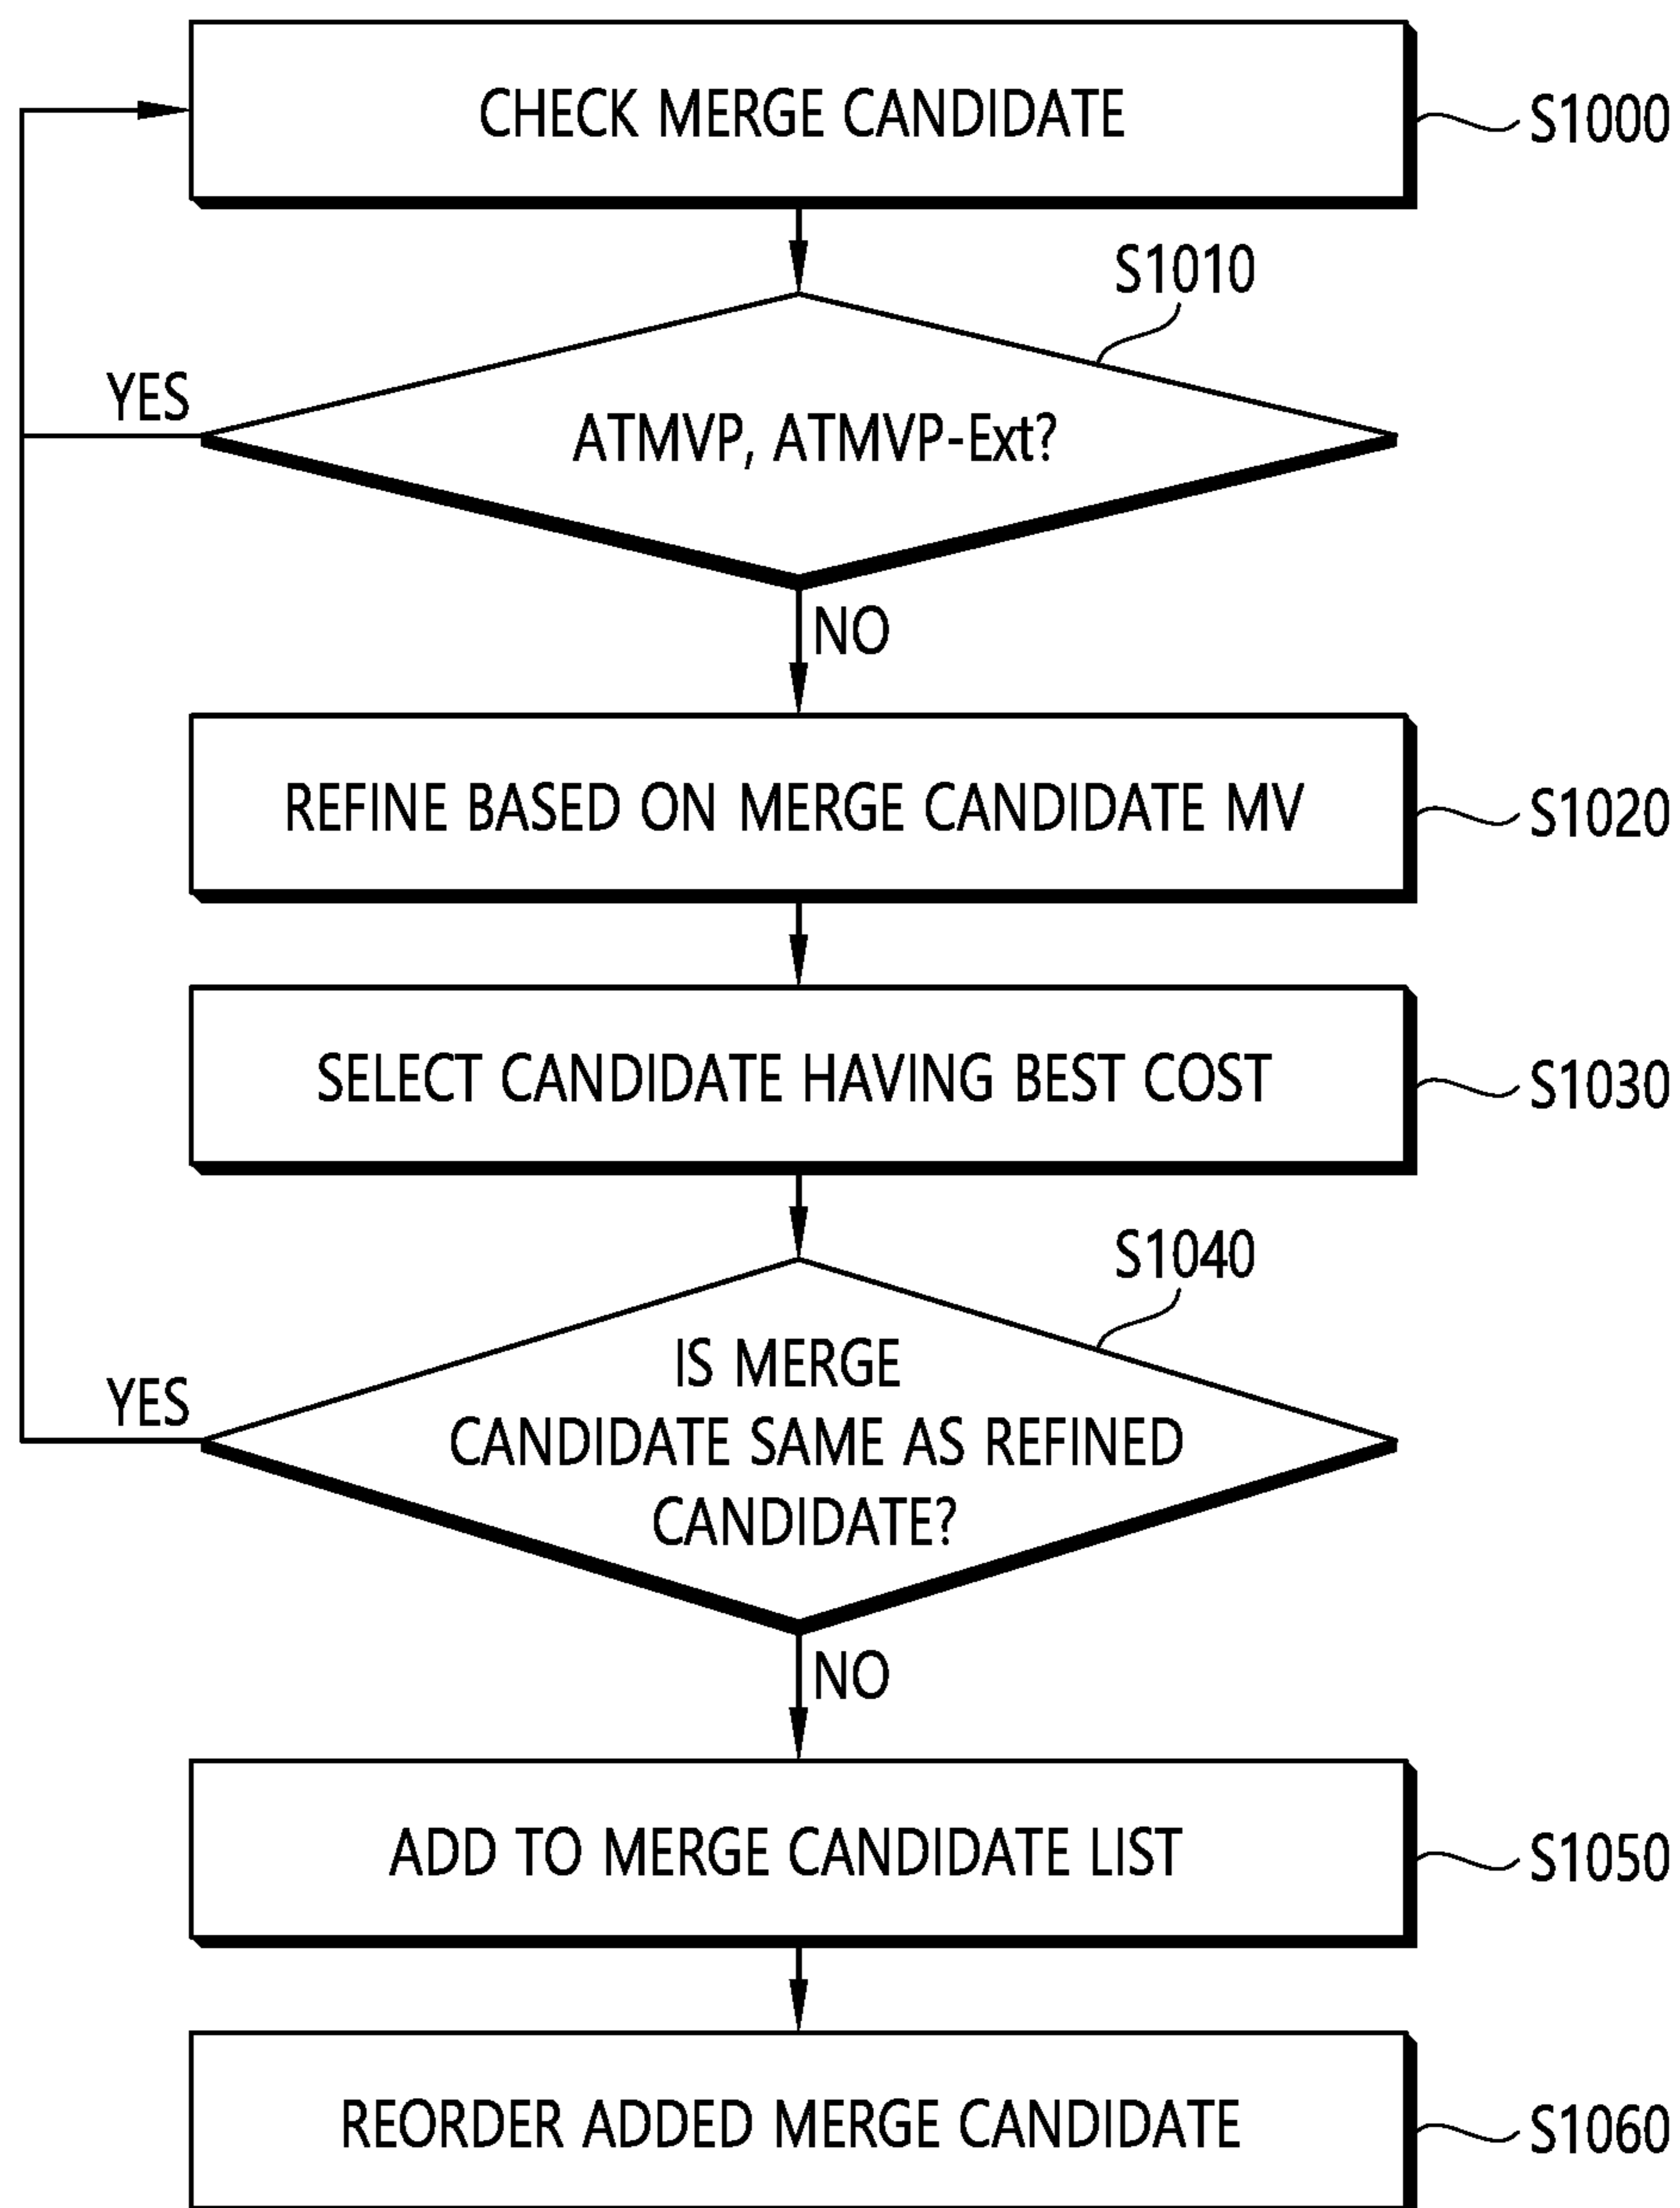 CHECK MERGE CANDIDATE
S1000
S1010
YES
ATMVP, ATMVP-Ext?
NO
REFINE BASED ON MERGE CANDIDATE MV
S1020
SELECT CANDIDATE HAVING BEST COST
S1030
S1040
IS MERGE
YES
CANDIDATE SAME AS REFINED
CANDIDATE?
NO
ADD TO MERGE CANDIDATE LIST
S1050
REORDER ADDED MERGE CANDIDATE
S1060